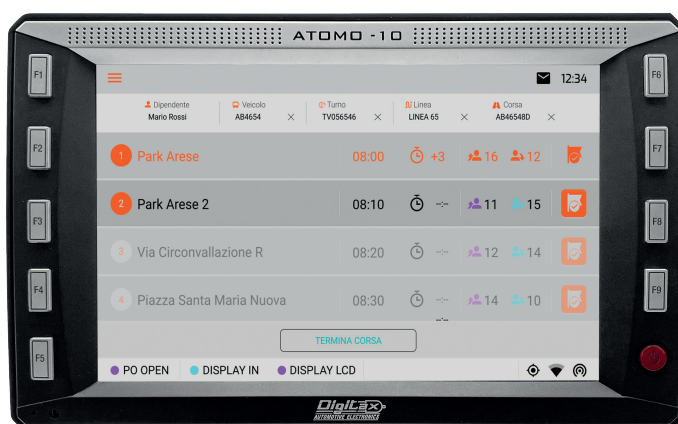 ATOMO -10
F1
F2
F3
F4
F5
F6
F7
F8
F9
12:34
Dipendente Veicolo Turno Linea Corsa
Mario Rossi AB4654 × TV056546 × LINEA 65 × AB46548D ×
1 Park Arese 08:00 +3 16 12
2 Park Arese 2 08:10 --:-- 11 15
3 Via Circonvallazione R 08:20 --:-- 12 14
4 Piazza Santa Maria Nuova 08:30 --:-- 14 10
--:--
TERMINA CORSA
PO OPEN DISPLAY IN DISPLAY LCD
Digitax
AUTOMOTIVE ELECTRONICS